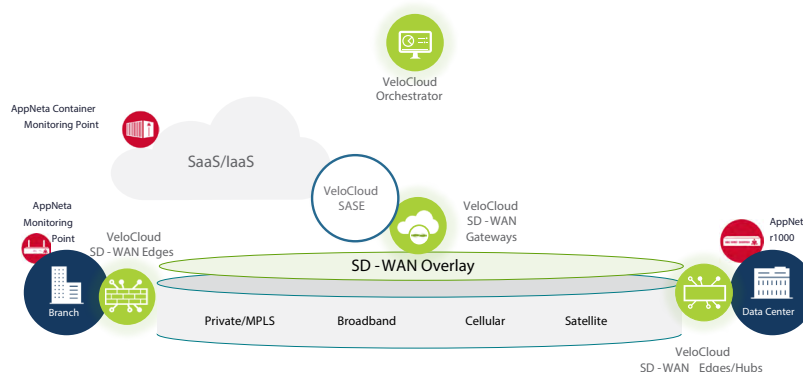 VeloCloud
Orchestrator
AppNeta Container
Monitoring Point
SaaS/IaaS
VeloCloud
SASE
VeloCloud
SD-WAN
Gateways
AppNeta
Monitoring
Point
VeloCloud
SD-WAN Edges
AppNet
r1000
SD-WAN Overlay
Branch
Private/MPLS
Broadband
Cellular
Satellite
Data Center
VeloCloud
SD-WAN Edges/Hubs